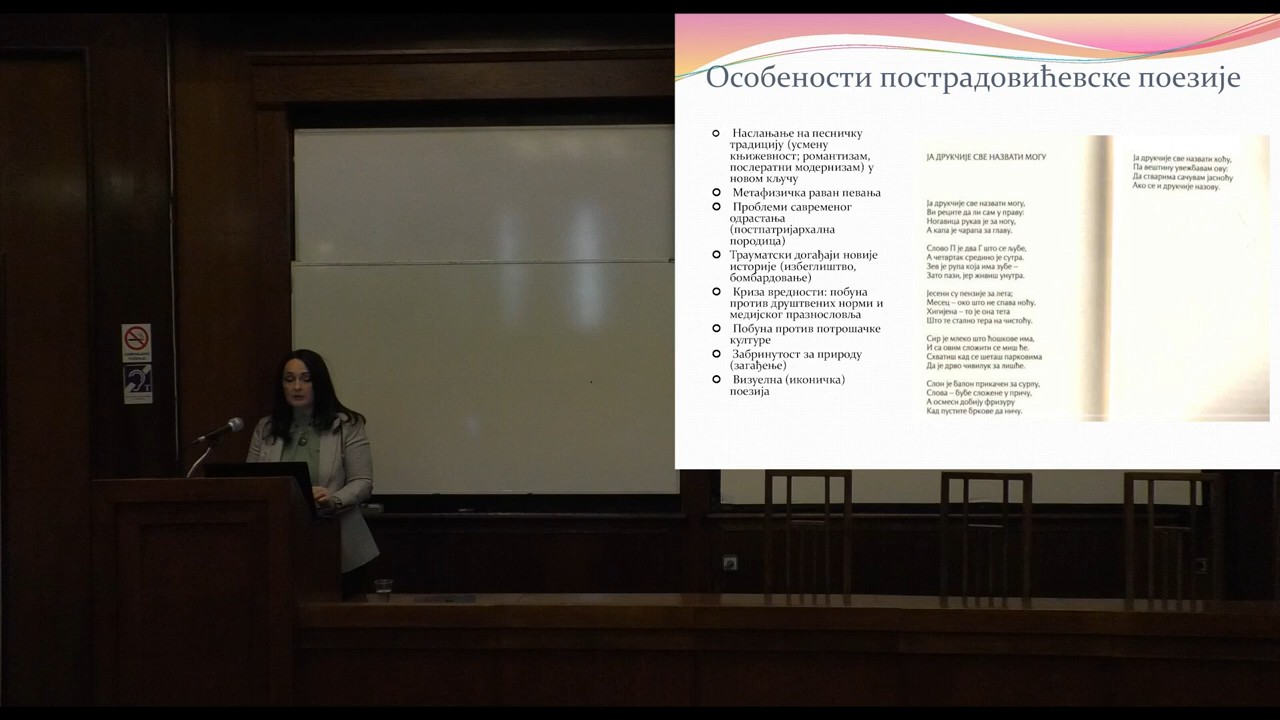 Особености пострадовићевске поезије
Наслањање на песничку
традицију (усмену
књижевност; романтизам,
послератни модернизам) у
новом кључу
Метафизичка раван певања
Проблеми савременог
одрастања
(постпатријархална
породица)
Трауматски догађаји новије
историје (избеглиштво,
бомбардовање)
Криза вредности: побуна
против друштвених норми и
медијског празнословља
Побуна против потрошачке
културе
Забринутост за природу
(загађење)
Визуелна (иконичка)
поезија
ЈА ДРУКЧИЈЕ СВЕ НАЗВАТИ МОГУ
Ја друкчије све назвати могу,
Ви реците да ли сам у праву:
Ногавица рукав је за ногу,
А капа је чарапа за главу.
Слово П је два Г што се љубе,
А четвртак средино је сутра.
Зев је рупа која има зубе –
Зато пази, јер живиш унутра.
Јесени су пензије за лета;
Месец – око што не спава ноћу.
Хигијена – то је она тета
Што те стално тера на чистоћу.
Сир је млеко што ћошкове има,
И са овим сложити се миш ће.
Схватиш кад се шеташ парковима
Да је дрво чивилук за лишће.
Слон је балон прикачен за сурлу,
Слова – бубе сложене у причу,
А осмеси добију фризуру
Кад пустите бркове да ничу.
Ја друкчије све назвати хоћу,
Па вештину увежбавам ову:
Да стварима сачувам јасноћу
Ако се и друкчије назову.